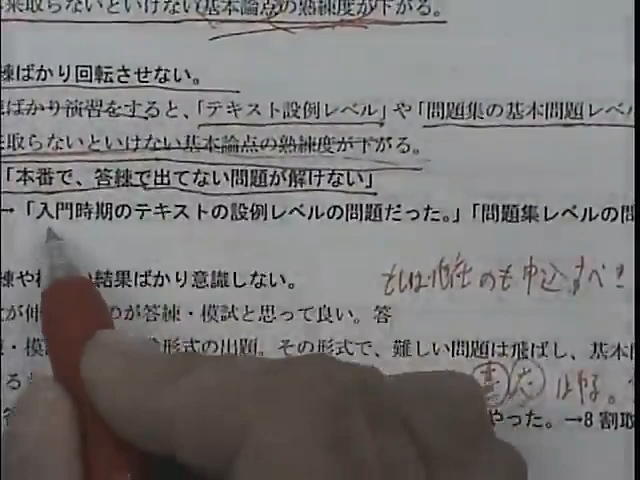 来取らないといけない基本論点の熟練度が下がる。
練ばかり回転させない。
ばかり演習をすると、「テキスト設例レベル」や「問題集の基本問題レベル
来取らないといけない基本論点の熟練度が下がる。
「本番で、答練で出てない問題が解けない」
→「入門時期のテキストの設例レベルの問題だった。」「問題集レベルの問
練や 結果ばかり意識しない。
も申込すべき
が伸 のが答練・模試と思って良い。答
・模 形式の出題。その形式で、難しい問題は飛ばし、基本問
る
答 やった。→8割取